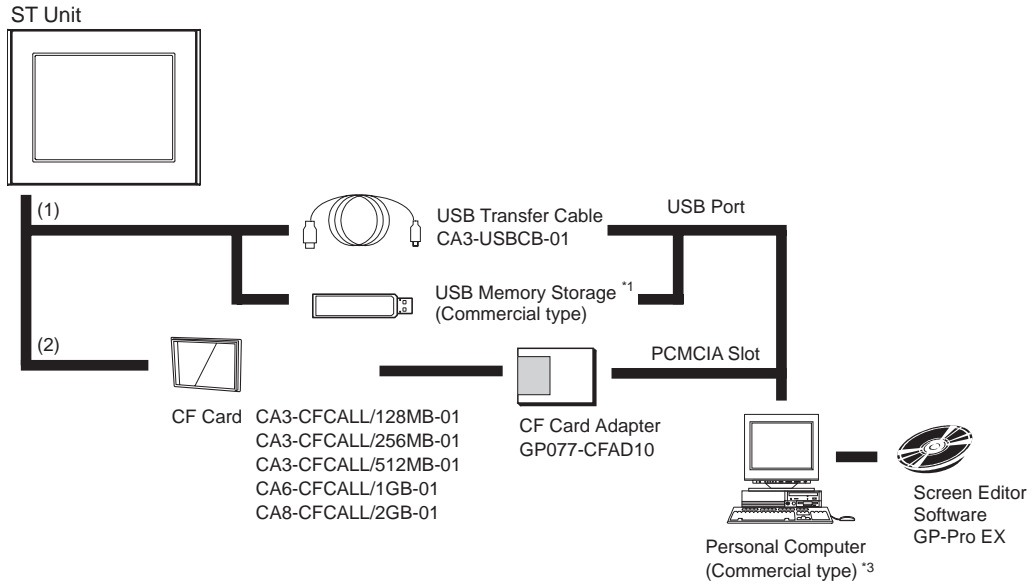 ST Unit
(1)
USB Transfer Cable
CA3-USBCB-01
USB Port
USB Memory Storage *1
(Commercial type)
(2)
PCMCIA Slot
CF Card
CA3-CFCALL/128MB-01
CA3-CFCALL/256MB-01
CA3-CFCALL/512MB-01
CA6-CFCALL/1GB-01
CA8-CFCALL/2GB-01
CF Card Adapter
GP077-CFAD10
Screen Editor
Software
GP-Pro EX
Personal Computer
(Commercial type) *3